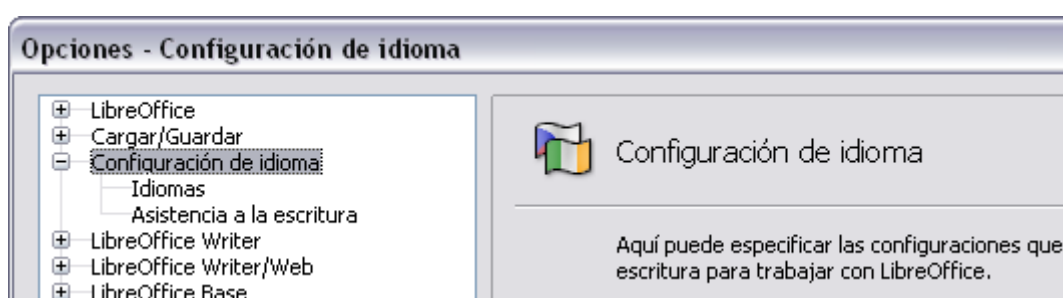 Opciones - Configuración de idioma
LibreOffice
Cargar/Guardar
Configuración de idioma
Idiomas
Asistencia a la escritura
LibreOffice Writer
LibreOffice Writer/Web
LibreOffice Base
Configuración de idioma
Aquí puede especificar las configuraciones que
escritura para trabajar con LibreOffice.